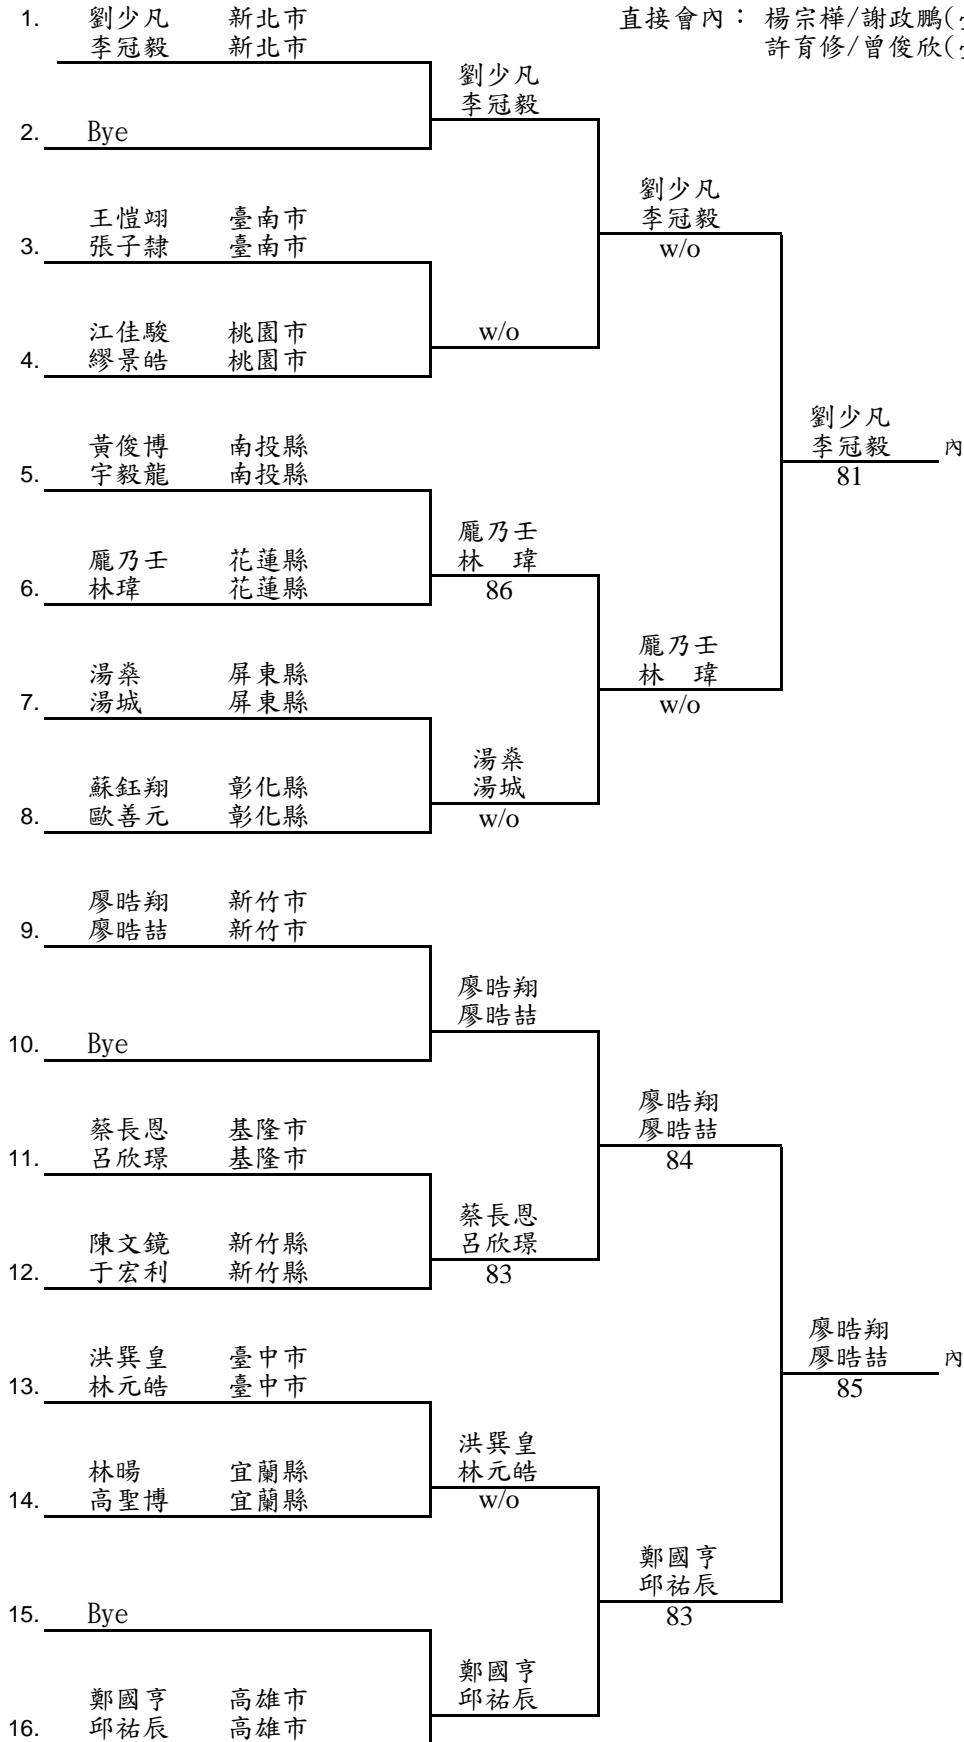 1. 劉少凡 新北市
李冠毅 新北市
直接會內： 楊宗樺/謝政鵬(
許育修/曾俊欣(
劉少凡
李冠毅
2. Bye
劉少凡
李冠毅
w/o
王愷翊 臺南市
3. 張子隸 臺南市
w/o
江佳駿 桃園市
4. 繆景皓 桃園市
劉少凡
李冠毅 內
81
黃俊博 南投縣
5. 宇毅龍 南投縣
龎乃壬
林 瑋
86
龎乃壬 花蓮縣
6. 林瑋 花蓮縣
龎乃壬
林 瑋
w/o
湯燊 屏東縣
7. 湯城 屏東縣
湯燊
湯城
w/o
蘇鈺翔 彰化縣
8. 歐善元 彰化縣
廖晧翔 新竹市
9. 廖晧喆 新竹市
廖晧翔
廖晧喆
10. Bye
廖晧翔
廖晧喆
84
蔡長恩 基隆市
11. 呂欣璟 基隆市
蔡長恩
呂欣璟
83
陳文鏡 新竹縣
12. 于宏利 新竹縣
廖晧翔
廖晧喆 內
85
洪巽皇 臺中市
13. 林元皓 臺中市
洪巽皇
林元皓
w/o
林暘 宜蘭縣
14. 高聖博 宜蘭縣
鄭國亨
邱祐辰
83
15. Bye
鄭國亨
邱祐辰
鄭國亨 高雄市
16. 邱祐辰 高雄市